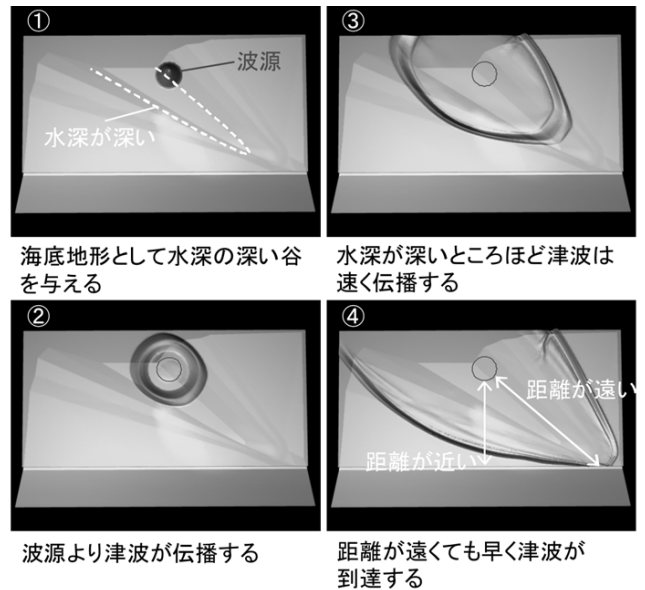 ①
波源
水深が深い
海底地形として水深の深い谷
を与える
②
波源より津波が伝播する
③
水深が深いところほど津波は
速く伝播する
④
距離が遠い
距離が近い
距離が遠くても早く津波が
到達する